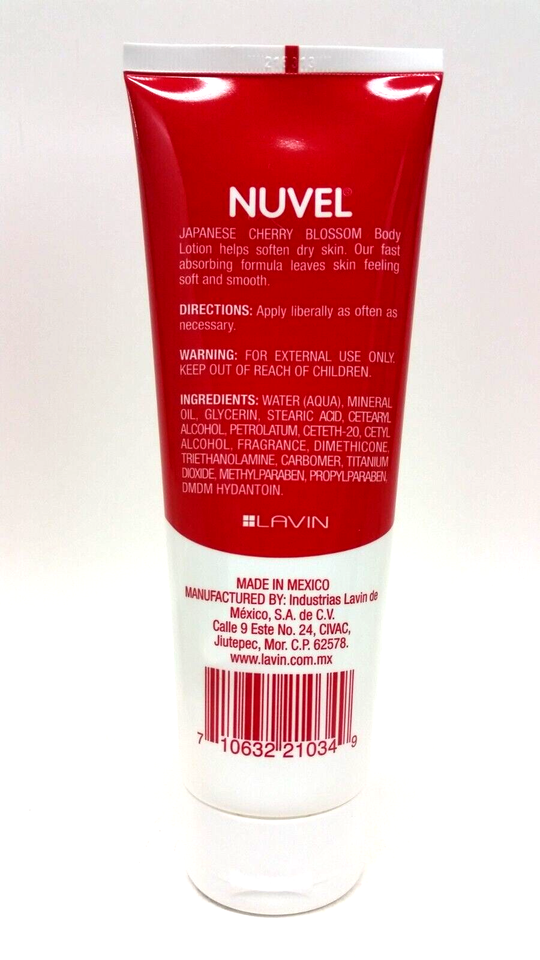 NUVEL
JAPANESE CHERRY BLOSSOM Body
Lotion helps soften dry skin. Our fast
absorbing formula leaves skin feeling
soft and smooth.
DIRECTIONS: Apply liberally as often as
necessary.
WARNING: FOR EXTERNAL USE ONLY.
KEEP OUT OF REACH OF CHILDREN.
INGREDIENTS: WATER (AQUA), MINERAL
OIL, GLYCERIN, STEARIC ACID, CETEARYL
ALCOHOL, PETROLATUM, CETETH-20, CETYL
ALCOHOL, FRAGRANCE, DIMETHICONE,
TRIETHANOLAMINE, CARBOMER, TITANIUM
DIOXIDE, METHYLPARABEN, PROPYLPARABEN,
DMDM HYDANTOIN.
LAVIN
MADE IN MEXICO
MANUFACTURED BY: Industrias Lavin de
México, S.A. de C.V.
Calle 9 Este No. 24, CIVAC,
Jiutepec, Mor. C.P. 62578.
www.lavin.com.mx
7 10632 21034 9